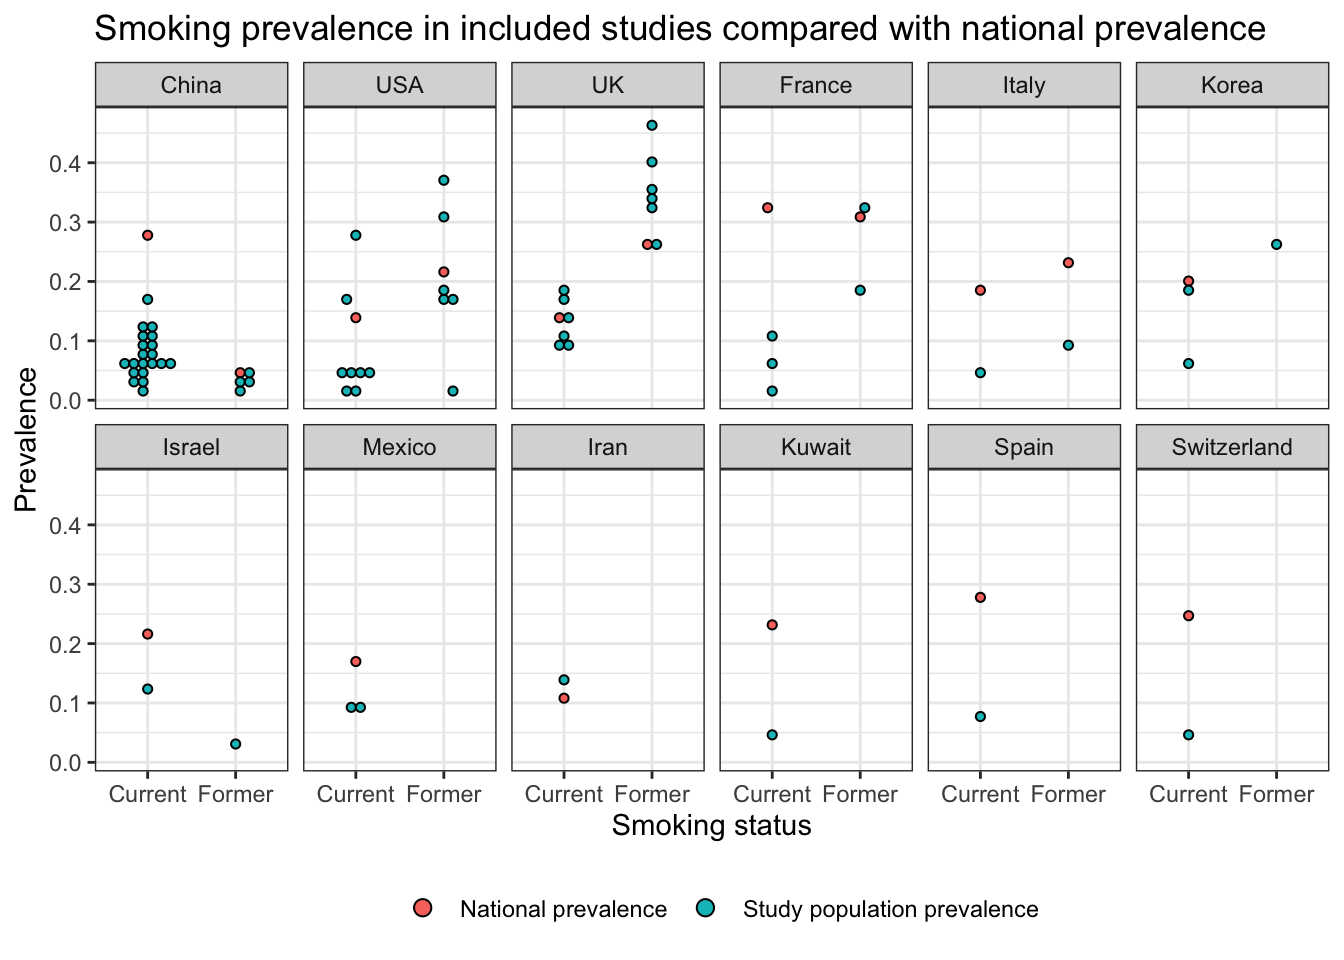 Smoking prevalence in included studies compared with national prevalence
China USA UK France Italy Korea
0.4
0.3
0.2
0.1
0.0
Prevalence
Israel Mexico Iran Kuwait Spain Switzerland
0.4
0.3
0.2
0.1
0.0
Current Former Current Former Current Former Current Former Current Former Current Former
Smoking status
National prevalence Study population prevalence